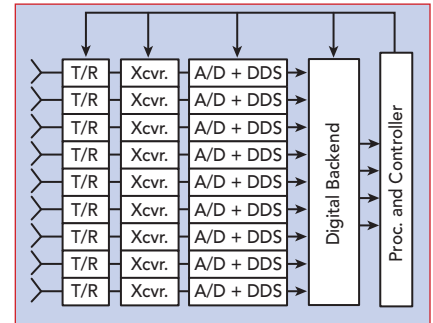 T/R Xcvr. A/D + DDS
T/R Xcvr. A/D + DDS
T/R Xcvr. A/D + DDS
T/R Xcvr. A/D + DDS
T/R Xcvr. A/D + DDS
T/R Xcvr. A/D + DDS
T/R Xcvr. A/D + DDS
T/R Xcvr. A/D + DDS
T/R Xcvr. A/D + DDS
Digital Backend
Proc. and Controller